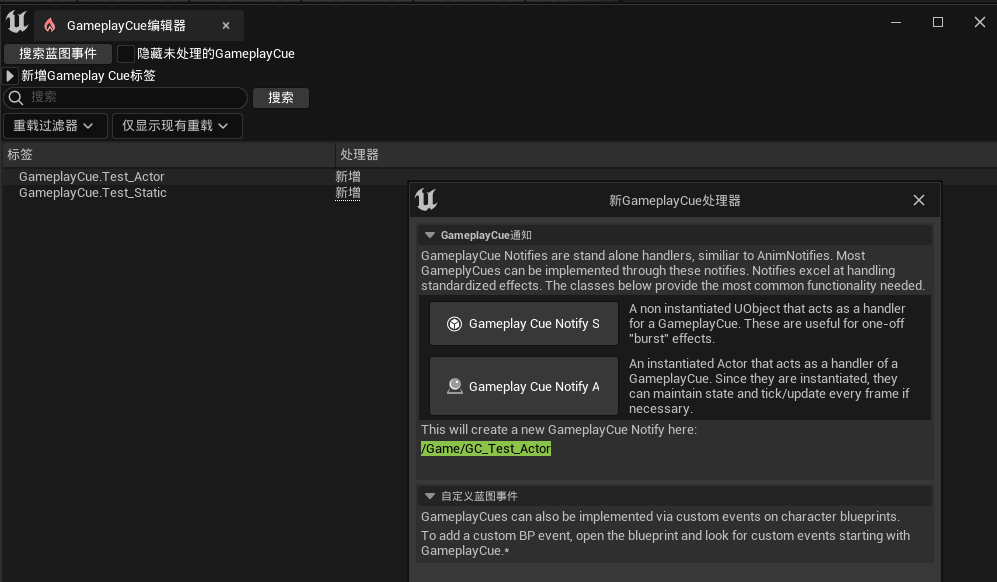 GameplayCue编辑器
搜索蓝图事件 隐藏未处理的GameplayCue
新增Gameplay Cue标签
搜索 搜索
重载过滤器 仅显示现有重载
标签 处理器
GameplayCue.Test_Actor 新增
GameplayCue.Test_Static 新增
新GameplayCue处理器
GameplayCue通知
GameplayCue Notifies are stand alone handlers, similiar to AnimNotifies. Most
GameplyCues can be implemented through these notifies. Notifies excel at handling
standardized effects. The classes below provide the most common functionality needed.
Gameplay Cue Notify S
A non instantiated UObject that acts as a handler
for a GameplayCue. These are useful for one-off
"burst" effects.
Gameplay Cue Notify A
An instantiated Actor that acts as a handler of a
GameplayCue. Since they are instantiated, they
can maintain state and tick/update every frame if
necessary.
This will create a new GameplayCue Notify here:
/Game/GC_Test_Actor
自定义蓝图事件
GameplayCues can also be implemented via custom events on character blueprints.
To add a custom BP event, open the blueprint and look for custom events starting with
GameplayCue.*